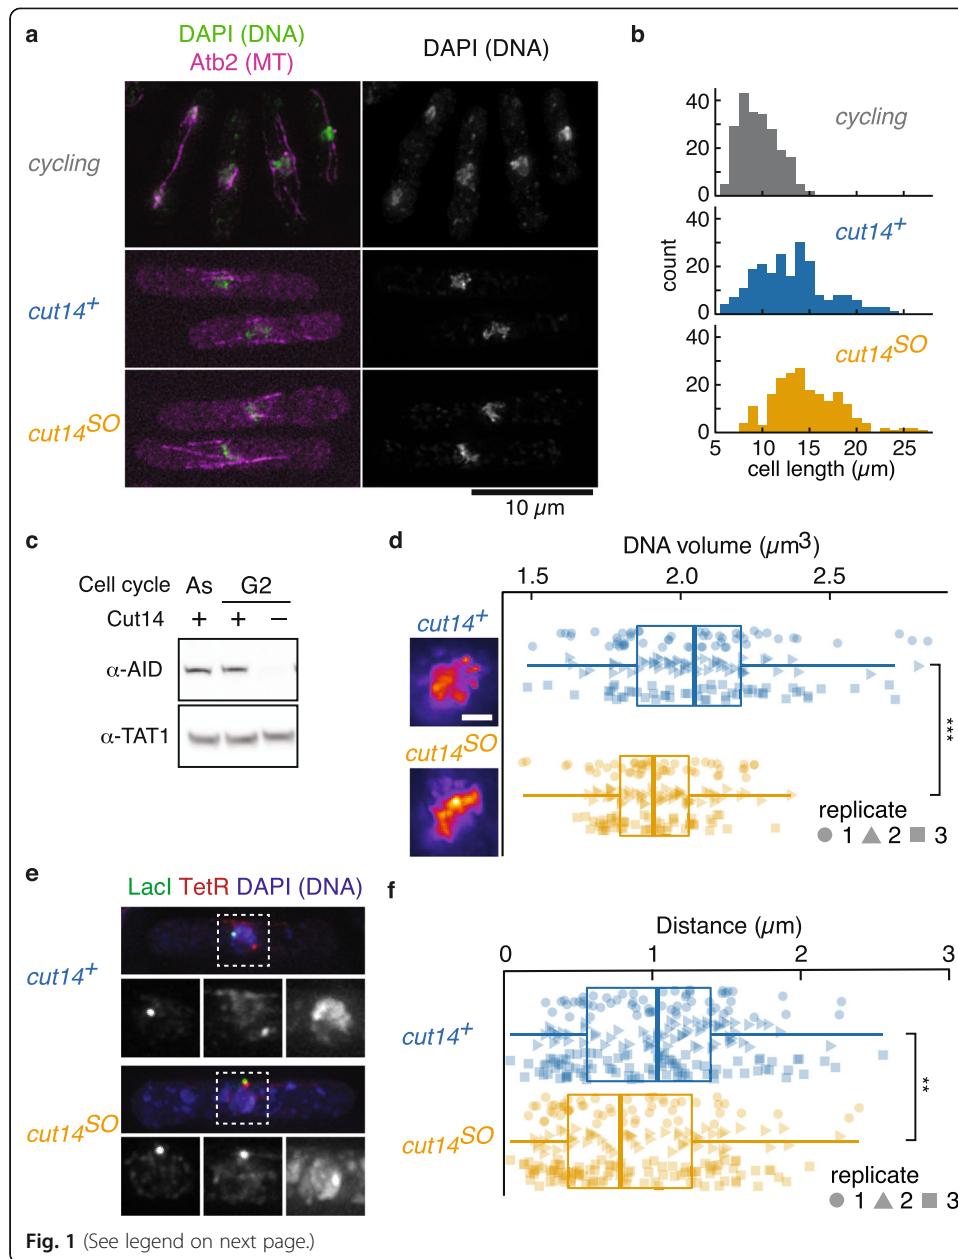 a
DAPI (DNA)
Atb2 (MT)
DAPI (DNA)
cycling
cut14+
cut14SO
10 µm
b
40
20
0
cycling
40
20
0
cut14+
count
40
20
0
cut14SO
5 10 15 20 25
cell length (µm)
c
Cell cycle As G2
Cut14 + + −
α-AID
α-TAT1
d
DNA volume (µm3)
1.5 2.0 2.5
cut14+
cut14SO
***
replicate
1 2 3
e
LacI TetR DAPI (DNA)
cut14+
cut14SO
f
Distance (µm)
0 1 2 3
cut14+
cut14SO
**
replicate
1 2 3
Fig. 1 (See legend on next page.)